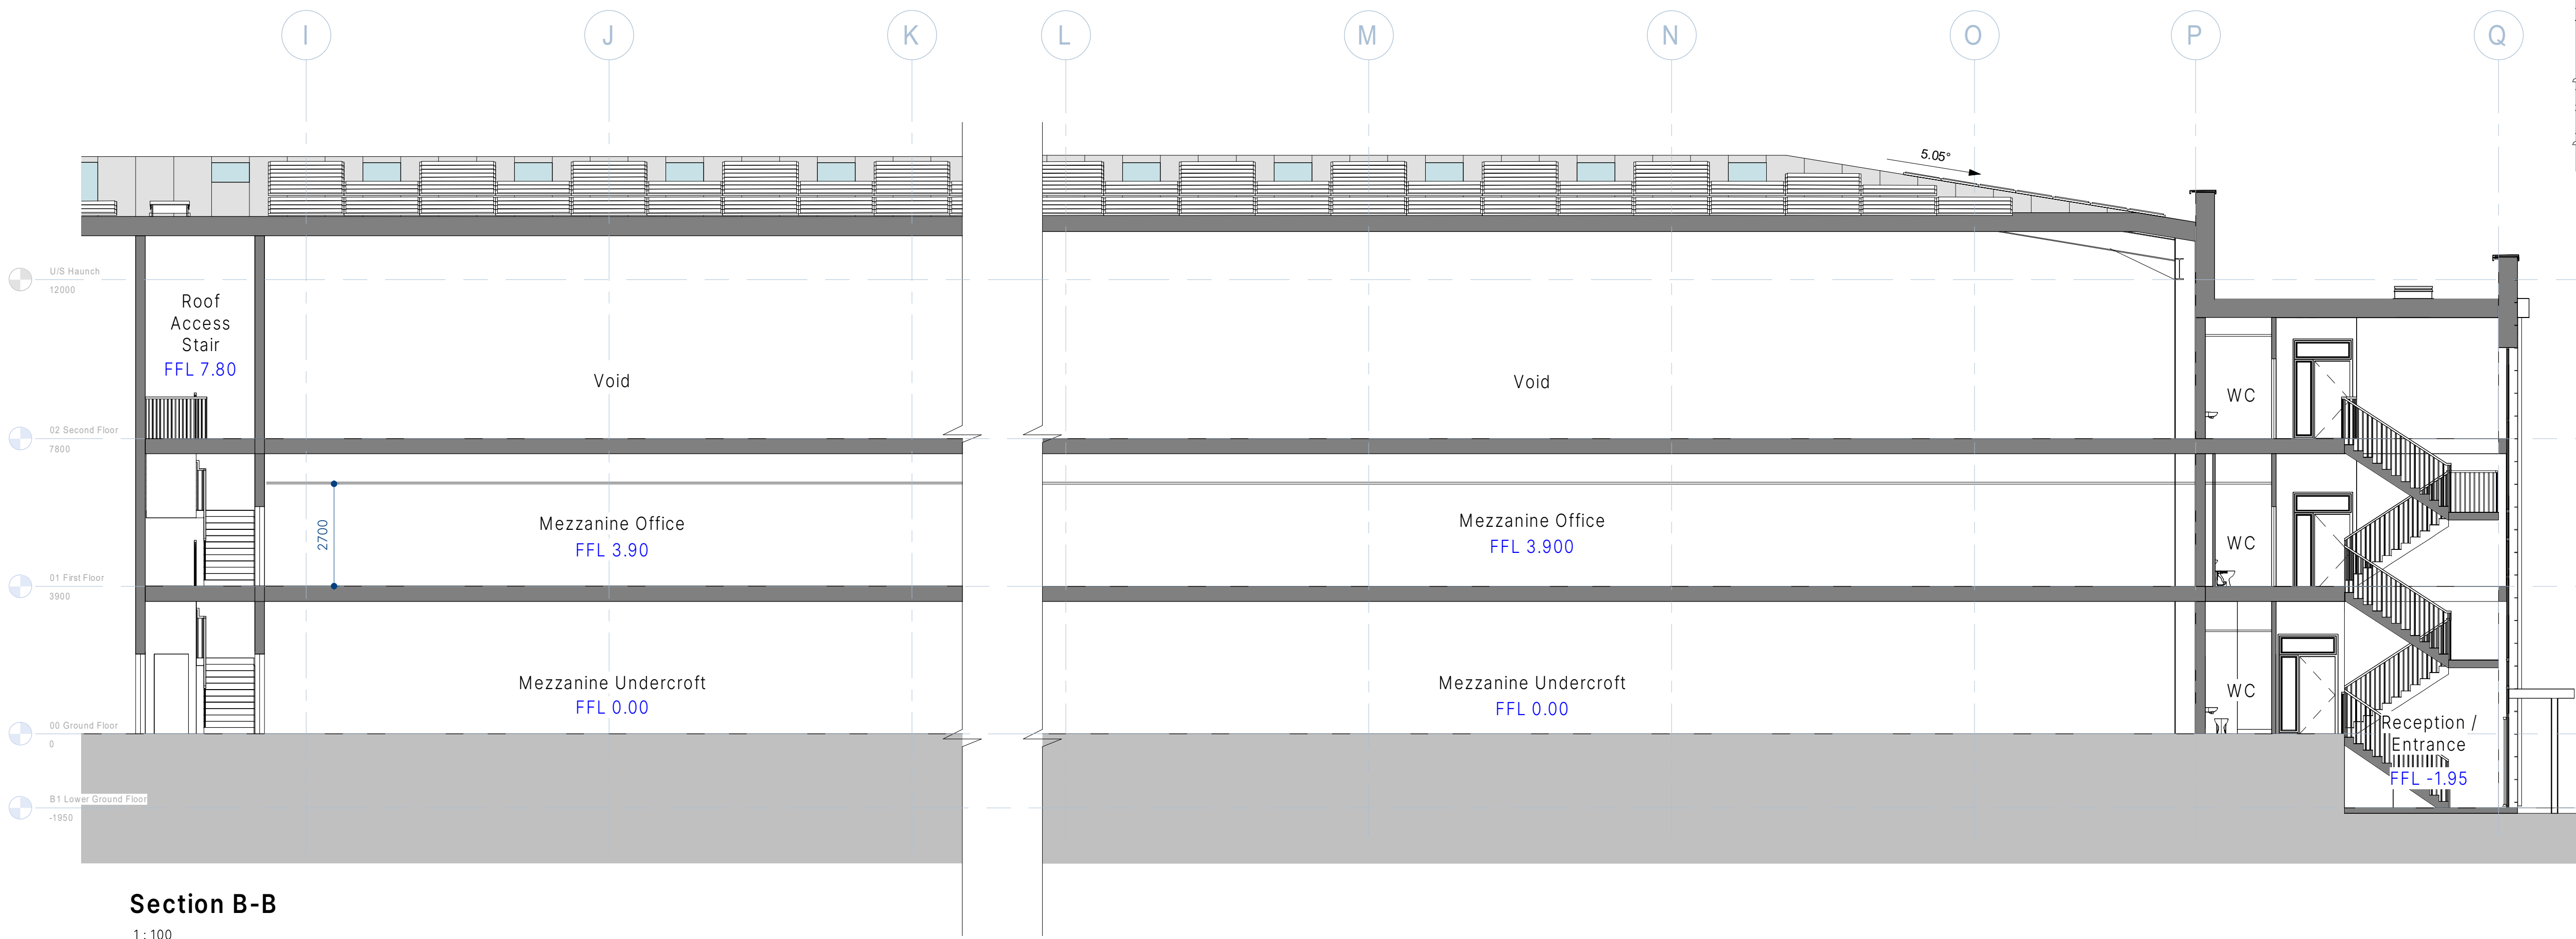 I
J
K
L
M
N
O
P
Q
5.05°
U/S Haunch
12000
Roof
Access
Stair
FFL 7.80
Void
Void
WC
02 Second Floor
7800
2700
Mezzanine Office
FFL 3.90
Mezzanine Office
FFL 3.900
WC
01 First Floor
3900
Mezzanine Undercroft
FFL 0.00
Mezzanine Undercroft
FFL 0.00
WC
00 Ground Floor
0
Reception /
Entrance
FFL -1.95
B1 Lower Ground Floor
-1950
Section B-B
1 : 100